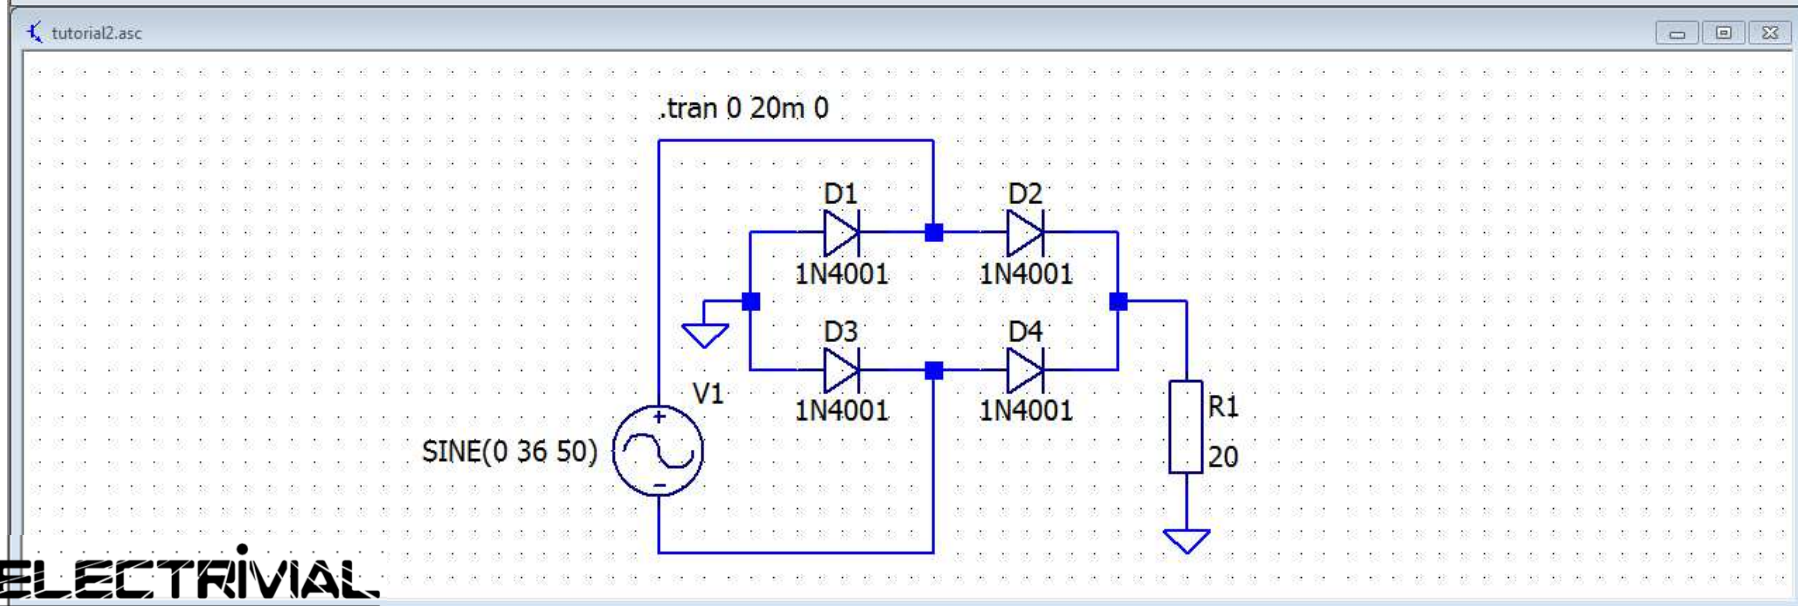 tutorial2.asc
.tran 0 20m 0
D1
D2
1N4001
1N4001
D3
D4
1N4001
1N4001
V1
+
SINE(0 36 50)
−
R1
20
ELECTRIVIAL